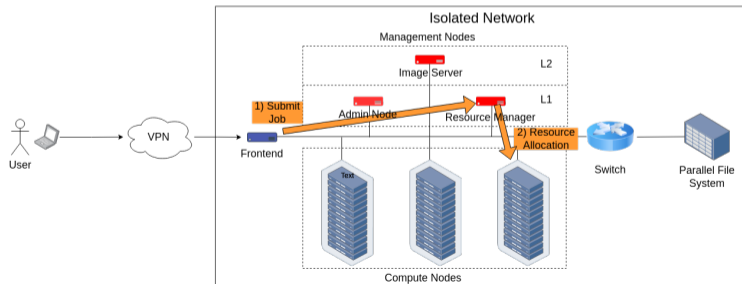 Isolated Network
Management Nodes
L2
Image Server
1) Submit
Job
L1
Admin Node
Resource Manager
VPN
2) Resource
Allocation
User
Frontend
Switch
Parallel File
System
Text
Compute Nodes